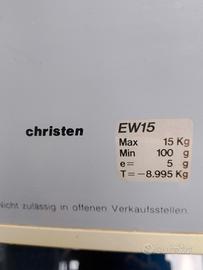 christen
EW15
Max 15 Kg
Min 100 g
e= 5 g
T= -8.995 Kg
Nicht zulässig in offenen Verkaufsstellen.